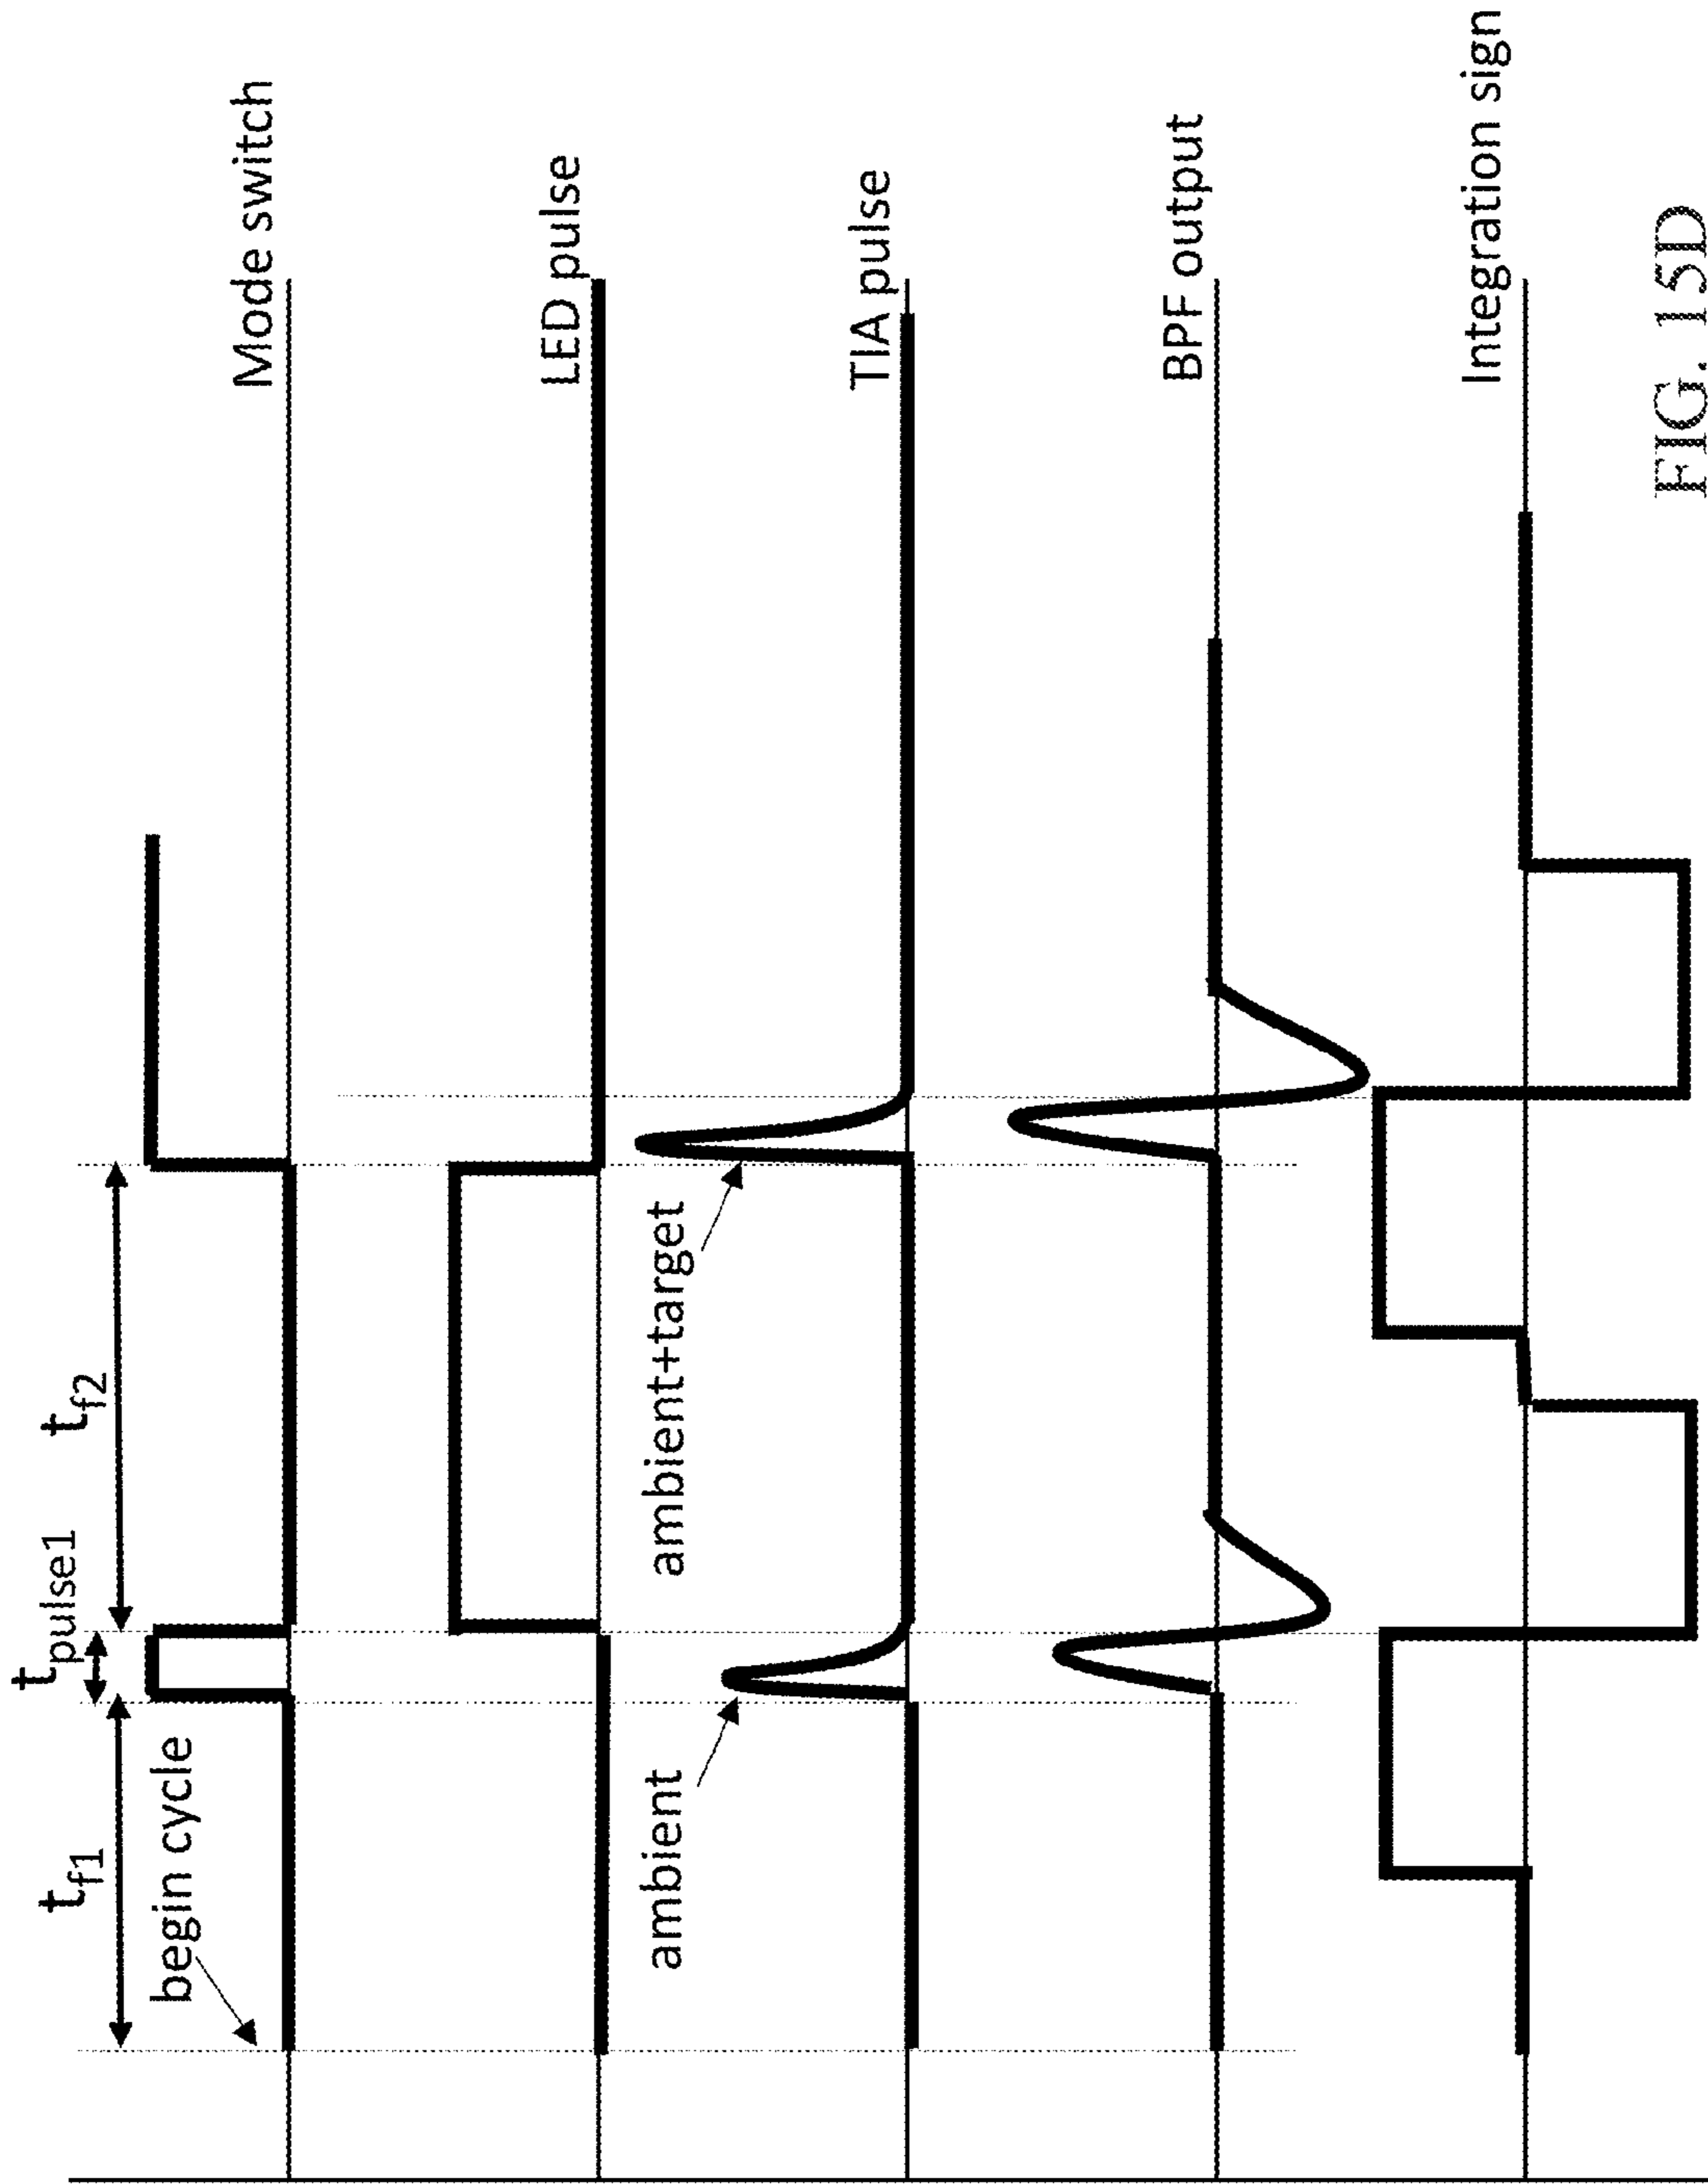 t_f1
t_pulse1
t_f2
begin cycle
Mode switch
LED pulse
ambient
ambient+target
TIA pulse
BPF output
Integration sign
FIG. 15D